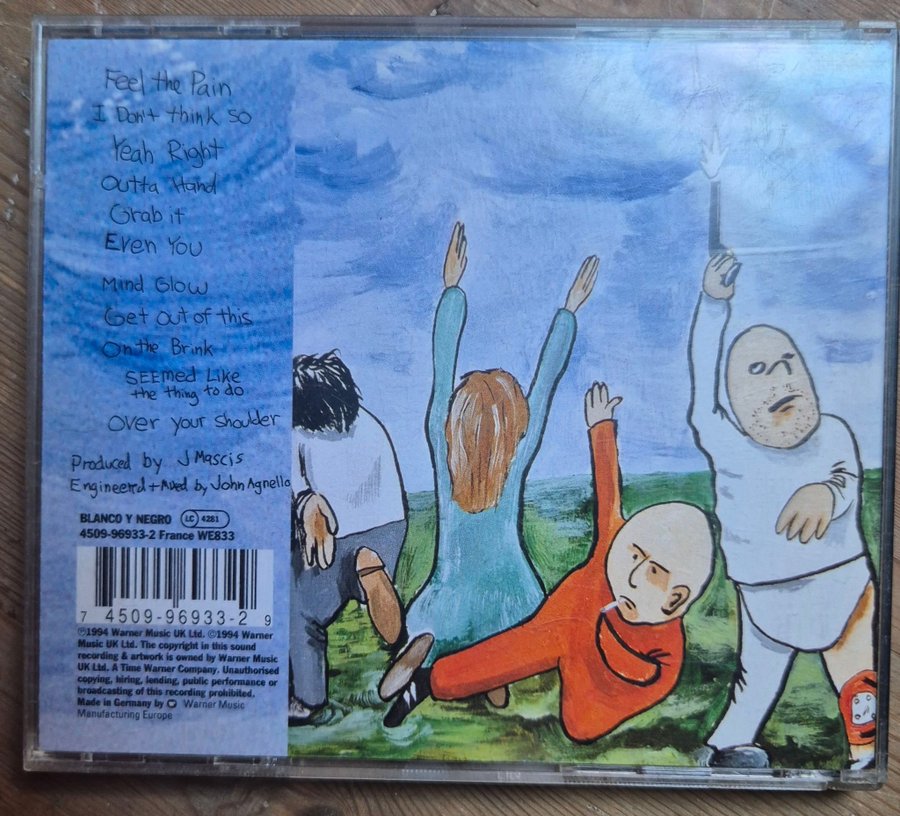 Feel the Pain
I Don't think so
Yeah Right
Outta Hand
Grab it
Even You
Mind Glow
Get out of this
On the Brink
SEEmed Like
the thing to do
Over your shoulder
Produced by J Mascis
Engineered + Mixed by John Agnello
BLANCO Y NEGRO LC 4281
4509-96933-2 France WE833
7 4509-96933-2 9
℗1994 Warner Music UK Ltd. ©1994 Warner
Music UK Ltd. The copyright in this sound
recording & artwork is owned by Warner Music
UK Ltd. A Time Warner Company. Unauthorised
copying, hiring, lending, public performance or
broadcasting of this recording prohibited.
Made in Germany by Warner Music
Manufacturing Europe